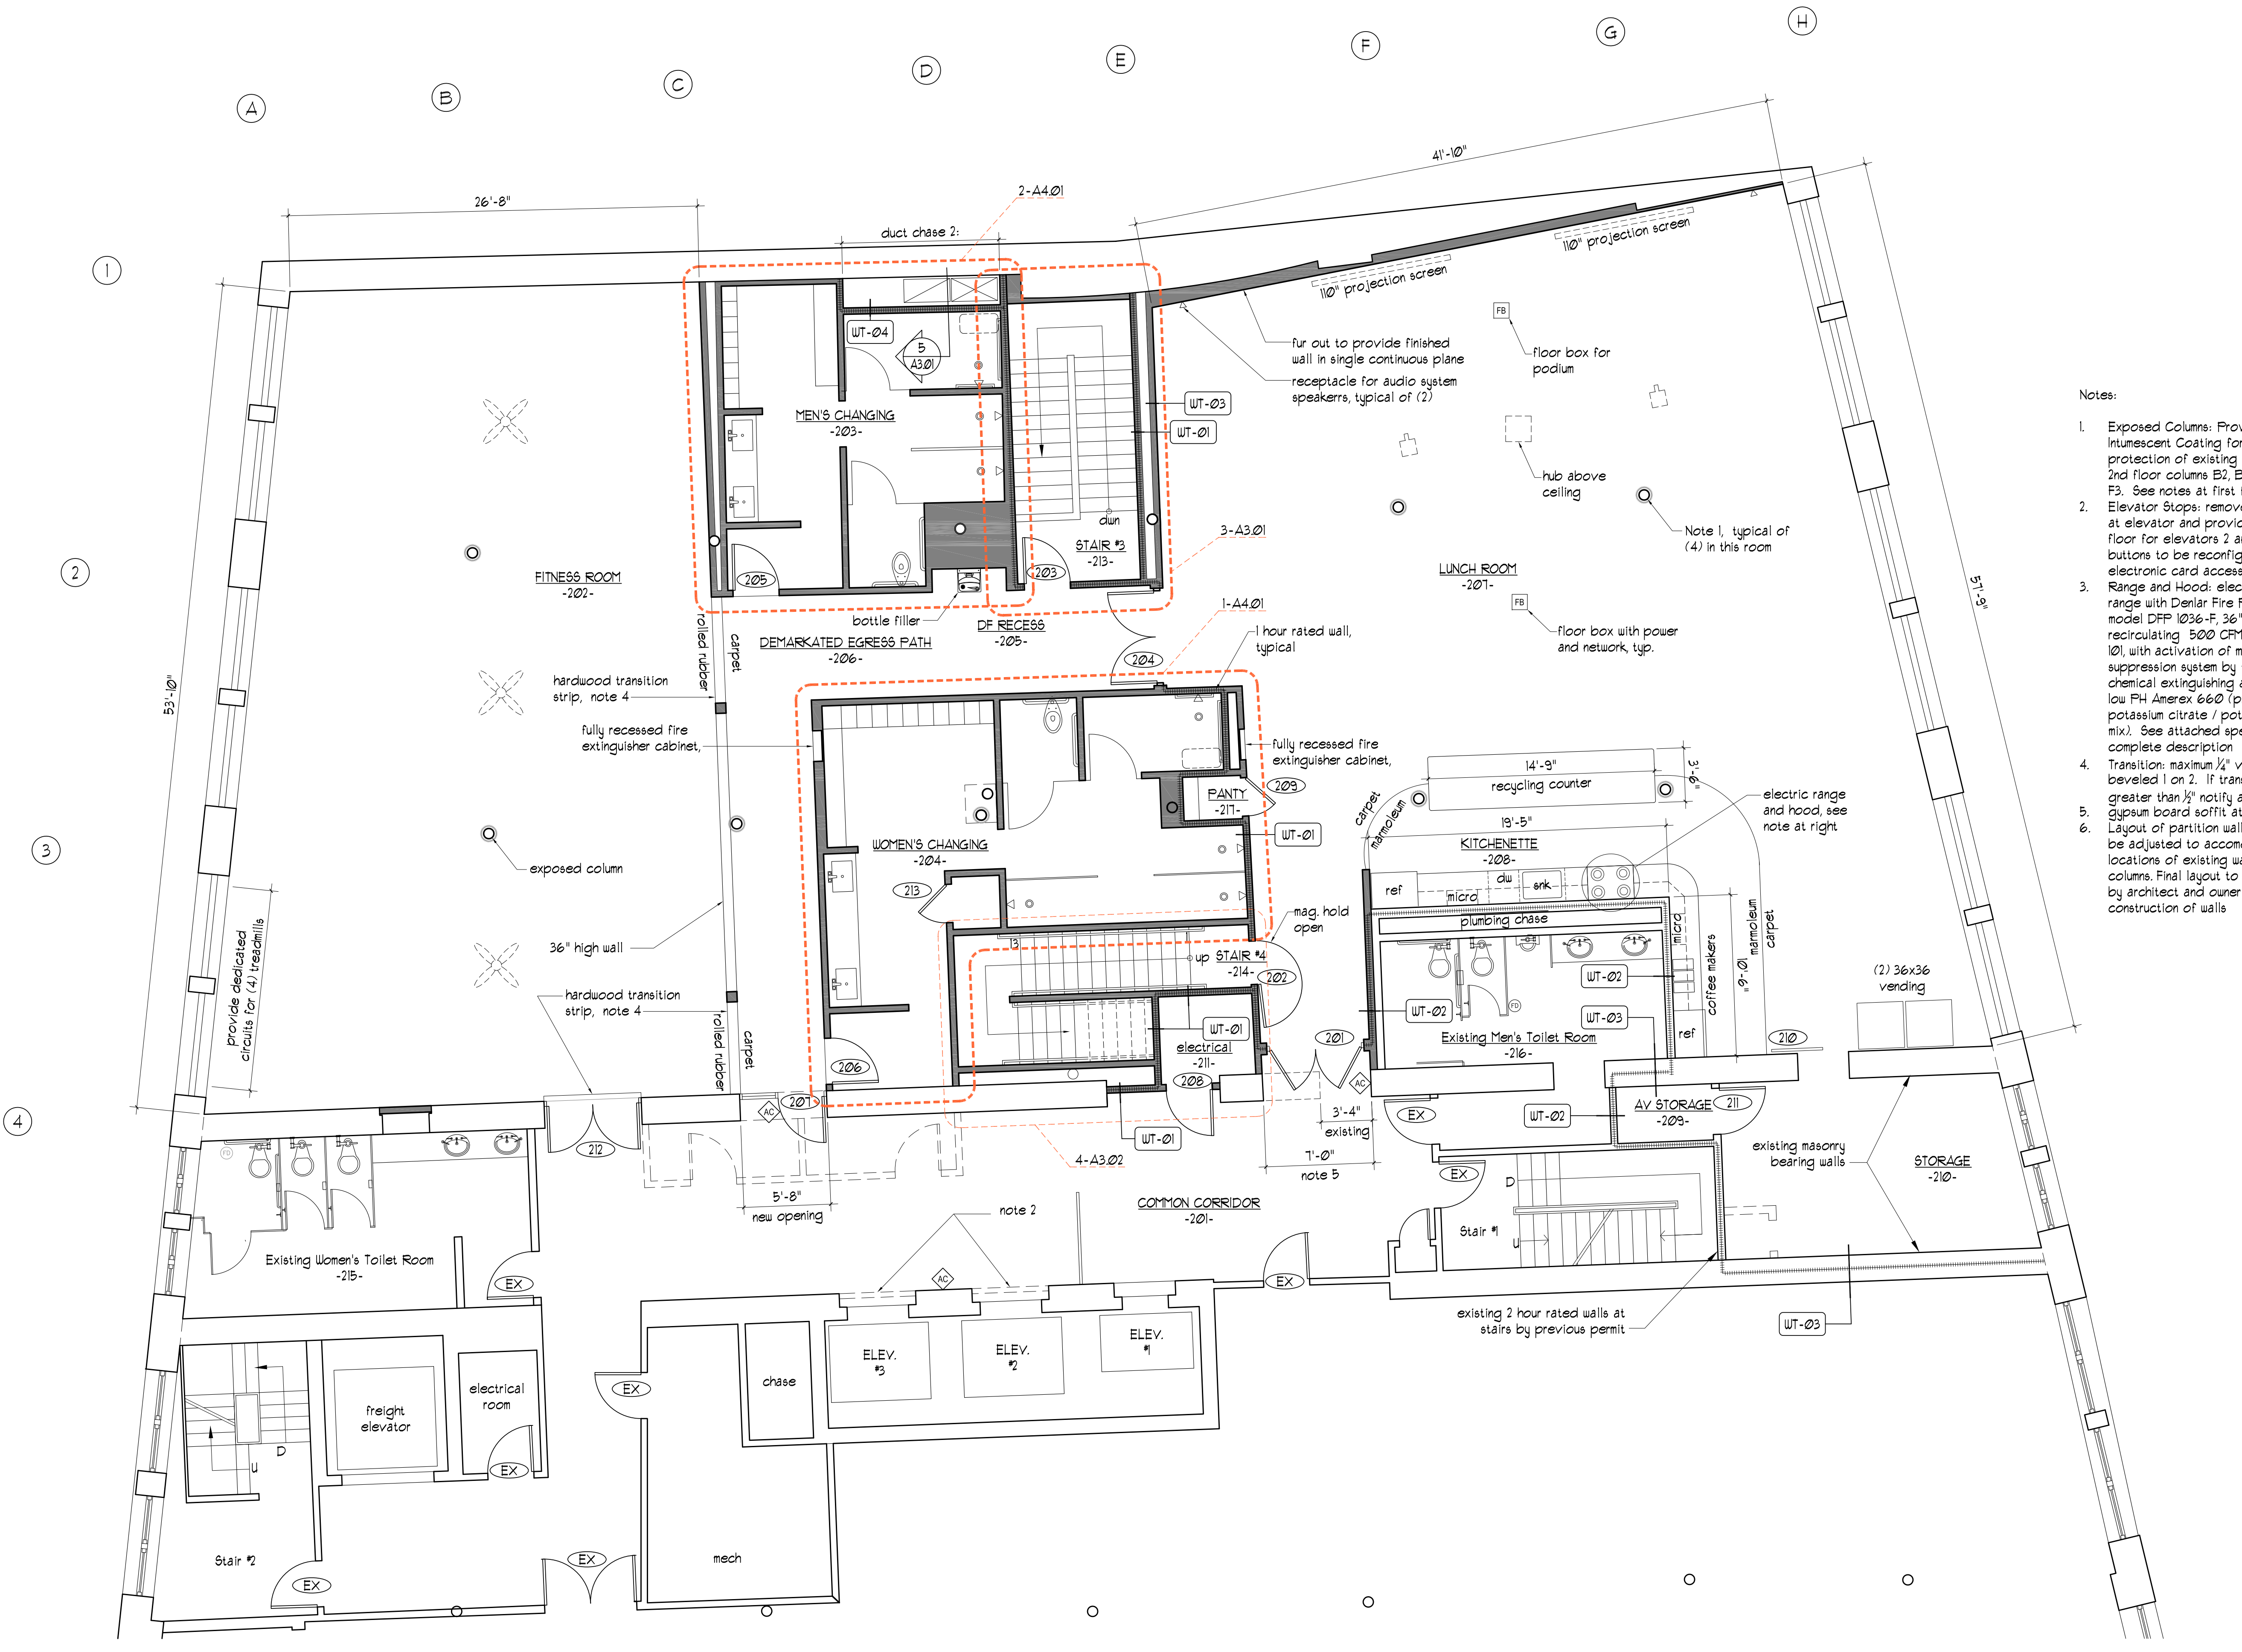 A
B
C
D
E
F
G
H
1
2
3
4
26'-8"
2-A4.01
41'-10"
duct chase 2:
110" projection screen
110" projection screen
53'-10"
57'-9"
WT-04
5
A3.01
MEN'S CHANGING
-203-
fur out to provide finished
wall in single continuous plane
receptacle for audio system
speakerrs, typical of (2)
WT-03
WT-01
FB
floor box for
podium
hub above
ceiling
Note 1, typical of
(4) in this room
dwn
STAIR #3
-213-
3-A3.01
203
205
FITNESS ROOM
-202-
LUNCH ROOM
-207-
FB
floor box with power
and network, typ.
bottle filler
DF RECESS
-205-
1-A4.01
DEMARKATED EGRESS PATH
-206-
204
1 hour rated wall,
typical
rolled rubber
carpet
hardwood transition
strip, note 4
fully recessed fire
extinguisher cabinet,
fully recessed fire
extinguisher cabinet,
209
PANTY
-217-
WT-01
14'-9"
recycling counter
3'-6"
carpet
marmoleum
electric range
and hood, see
note at right
19'-5"
KITCHENETTE
-208-
ref
dw
snk
micro
plumbing chase
micro
coffee makers
10'-6"
marmoleum
carpet
ref
WOMEN'S CHANGING
-204-
213
exposed column
36" high wall
mag. hold
open
13
up
STAIR #4
-214-
202
WT-01
electrical
-211-
208
201
WT-02
WT-02
WT-03
FD
Existing Men's Toilet Room
-216-
(2) 36x36
vending
210
provide dedicated
circuits for (4) treadmills
hardwood transition
strip, note 4
rolled rubber
carpet
206
207
AC
AC
212
FD
3'-4"
existing
7'-0"
note 5
EX
WT-02
AV STORAGE
-209-
211
WT-01
4-A3.02
existing masonry
bearing walls
STORAGE
-210-
5'-8"
new opening
note 2
COMMON CORRIDOR
-201-
EX
D
Stair #1
U
Existing Women's Toilet Room
-215-
EX
AC
EX
existing 2 hour rated walls at
stairs by previous permit
WT-03
ELEV.
#3
ELEV.
#2
ELEV.
#1
chase
EX
electrical
room
freight
elevator
D
U
EX
Stair #2
EX
EX
mech
Notes:
1. Exposed Columns: Prov
Intumescent Coating for
protection of existing
2nd floor columns B2, B
F3. See notes at first
2. Elevator Stops: remove
at elevator and provid
floor for elevators 2 a
buttons to be reconfig
electronic card access
3. Range and Hood: elec
range with Denlar Fire F
model DFP 1036-F, 36"
recirculating 500 CFM
101, with activation of m
suppression system by
chemical extinguishing a
low PH Amerex 660 (p
potassium citrate / pot
mix). See attached spe
complete description
4. Transition: maximum 1/4" v
beveled 1 on 2. If trans
greater than 1/2" notify a
5. gypsum board soffit at
6. Layout of partition wall
be adjusted to accom
locations of existing wa
columns. Final layout to
by architect and owner
construction of walls